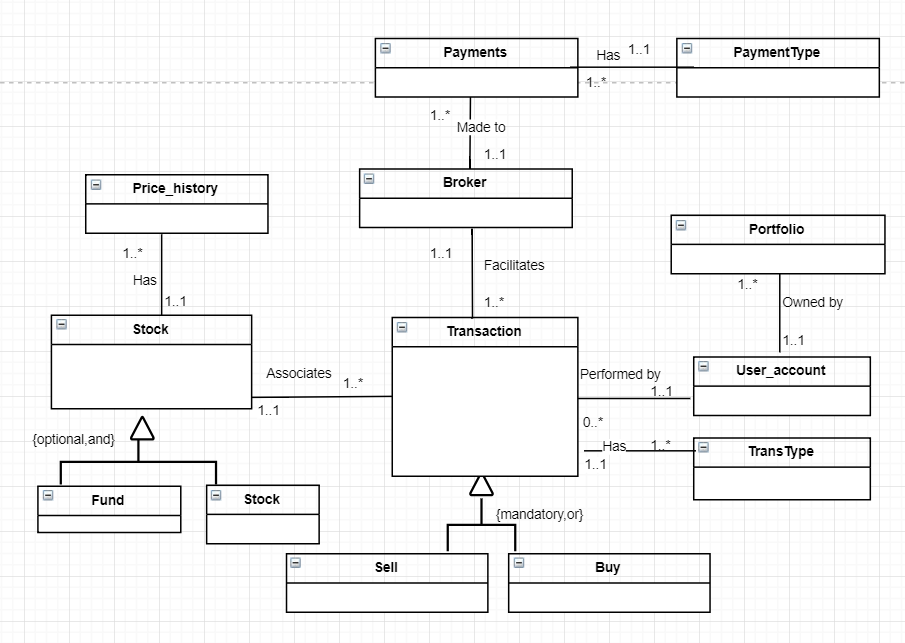 Payments
Has
1..1
PaymentType
1..*
1..*
Made to
1..1
Price_history
Broker
Portfolio
1..*
Has
1..1
1..1
Facilitates
1..*
1..*
Owned by
1..1
Stock
Transaction
User_account
Associates
1..*
1..1
Performed by
1..1
0..*
Has
1..*
1..1
TransType
{optional,and}
Fund
Stock
{mandatory,or}
Sell
Buy